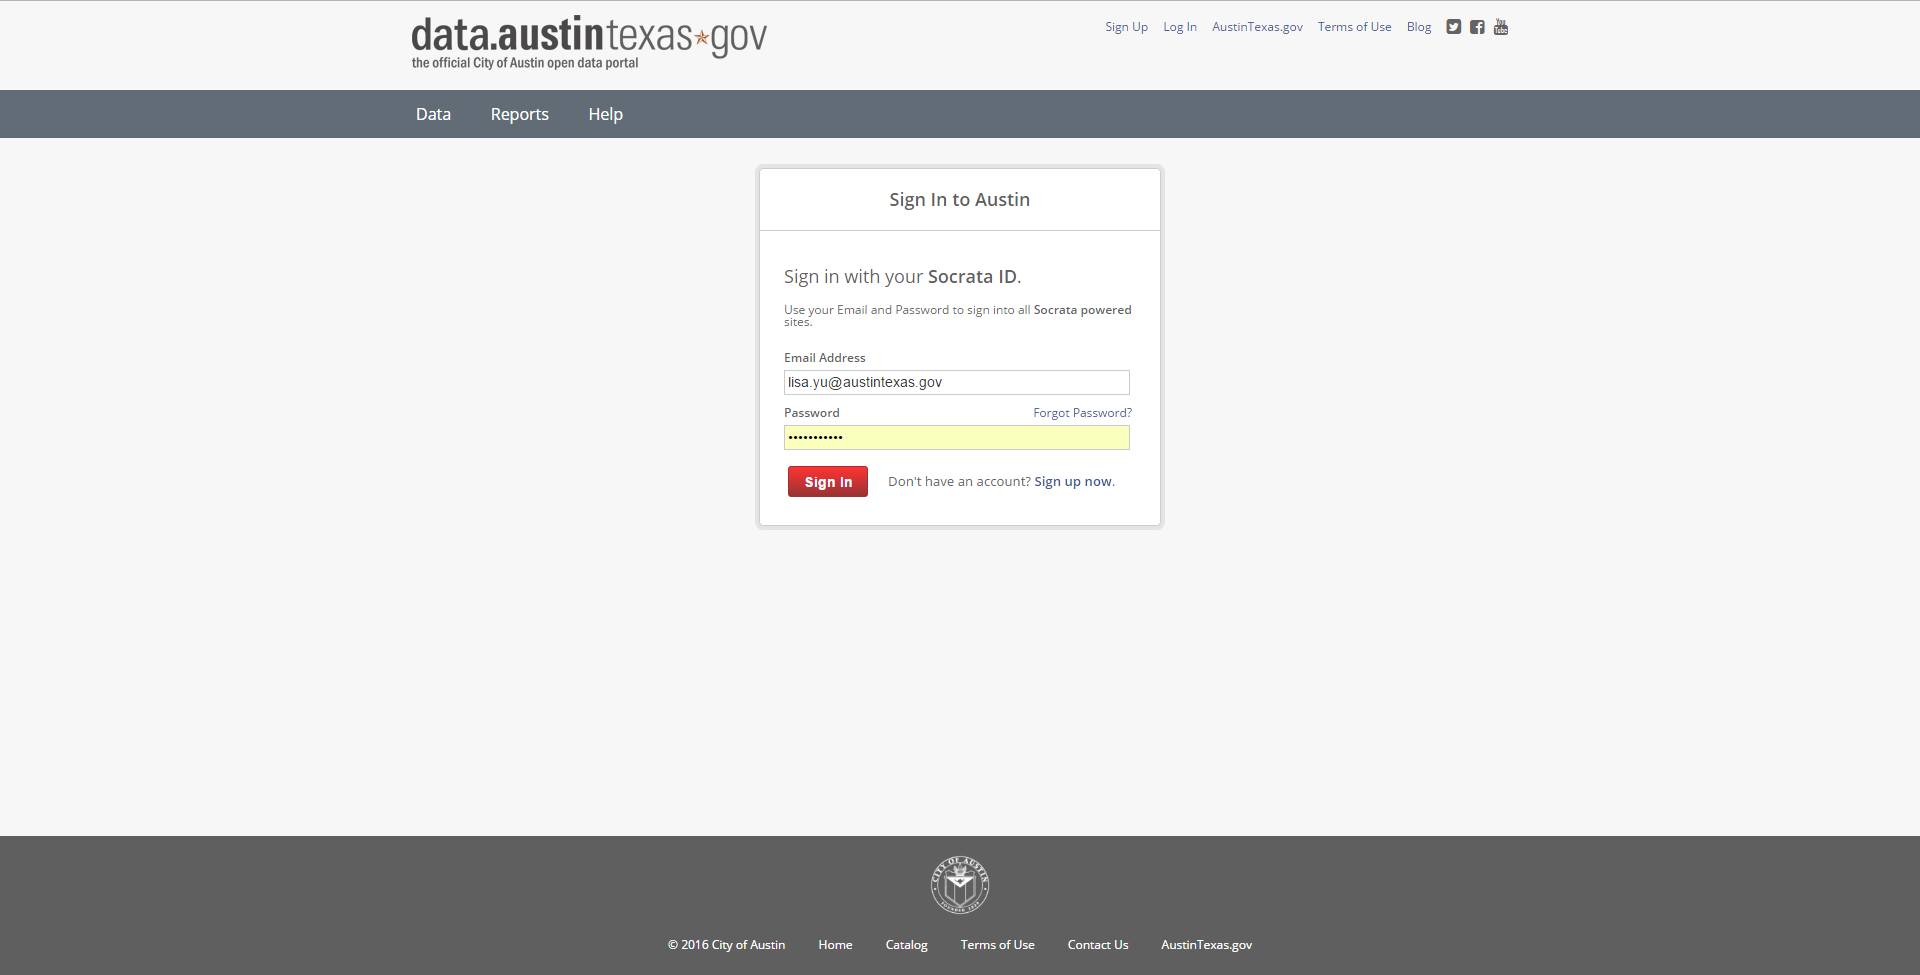 data.austintexas gov
the official City of Austin open data portal
Sign Up Log In AustinTexas.gov Terms of Use Blog You Tube
Data Reports Help
Sign In to Austin
Sign in with your Socrata ID.
Use your Email and Password to sign into all Socrata powered
sites.
Email Address
lisa.yu@austintexas.gov
Password Forgot Password?
•••••••••••
Sign In Don't have an account? Sign up now.
CITY OF AUSTIN
FOUNDED 1839
© 2016 City of Austin Home Catalog Terms of Use Contact Us AustinTexas.gov